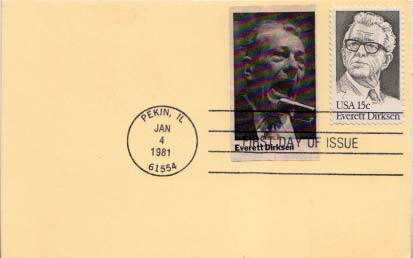 USA 15c
Everett Dirksen
Everett Dirksen
FIRST DAY OF ISSUE
PEKIN, IL
JAN
4
1981
61554